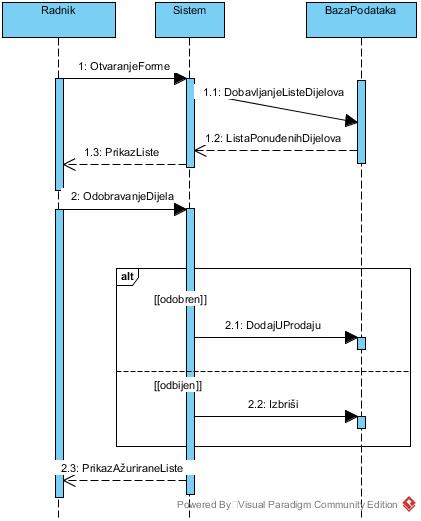 Radnik
Sistem
BazaPodataka
1: OtvaranjeForme
1.1: DobavljanjeListeDijelova
1.2: ListaPonuđenihDijelova
1.3: PrikazListe
2: OdobravanjeDijela
alt
[[odobren]]
2.1: DodajUProdaju
[[odbijen]]
2.2: Izbriši
2.3: PrikazAžuriraneListe
Powered By Visual Paradigm Community Edition